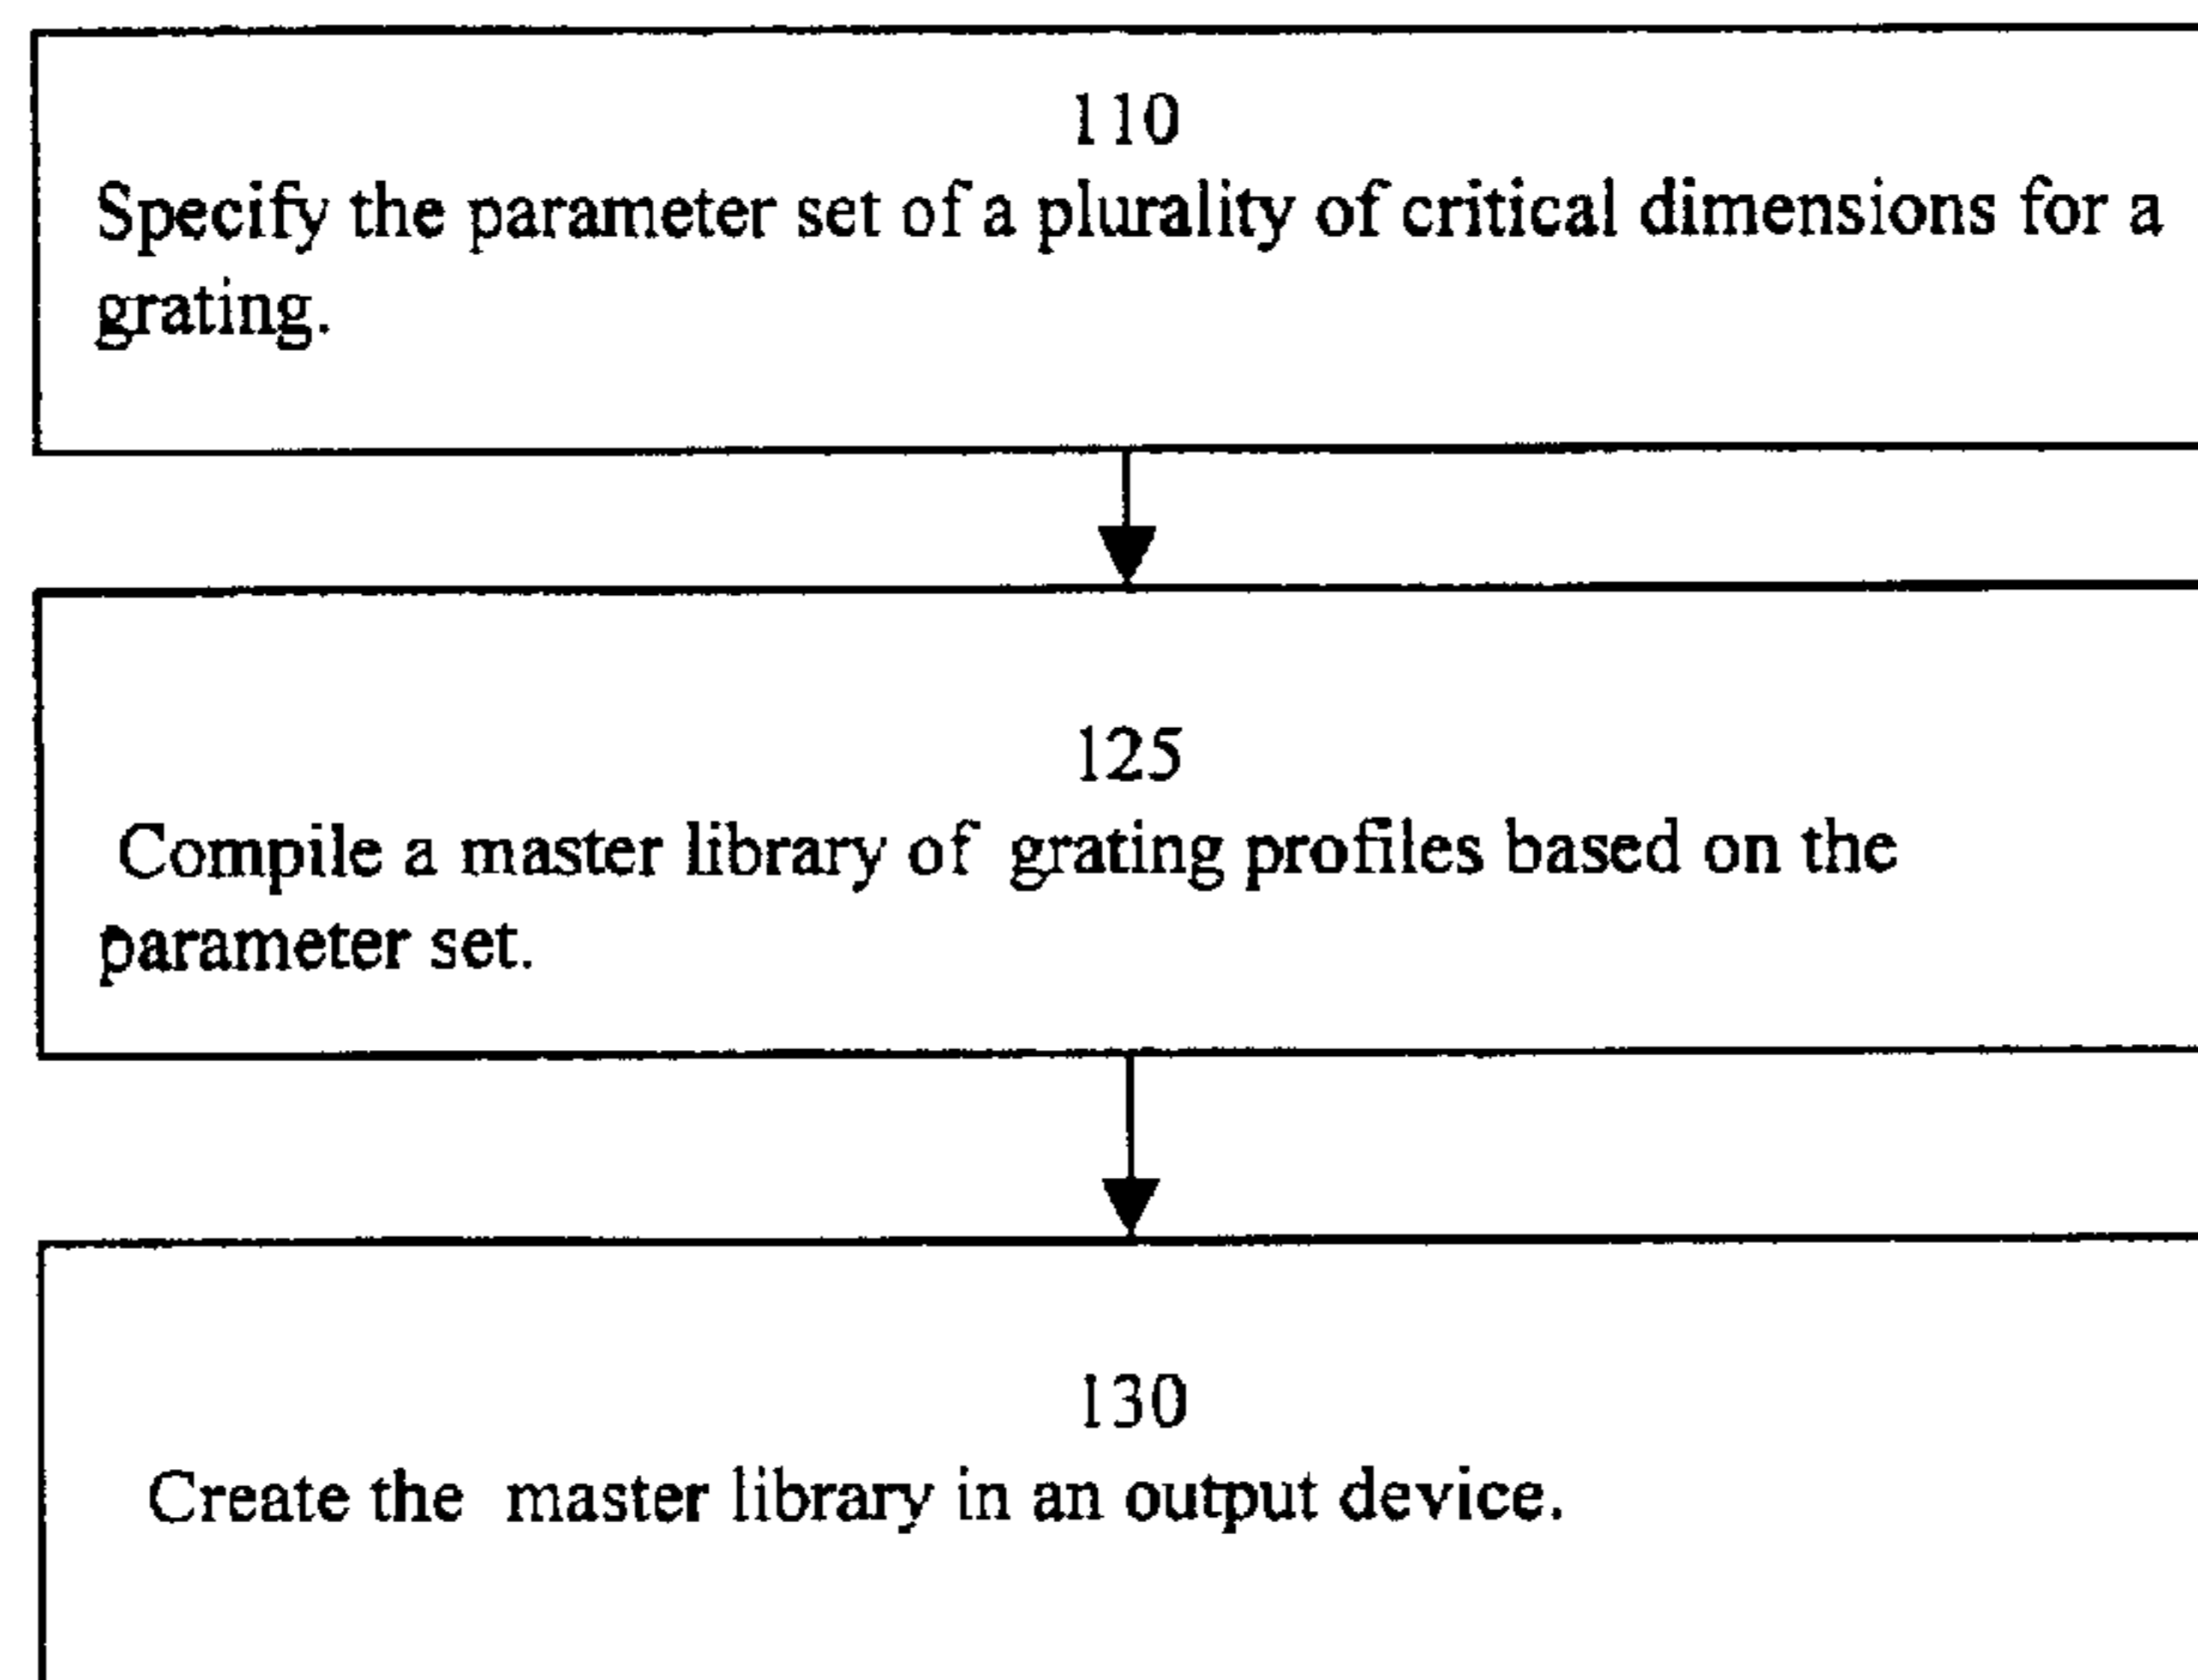 110
Specify the parameter set of a plurality of critical dimensions for a
grating.
125
Compile a master library of grating profiles based on the
parameter set.
130
Create the master library in an output device.